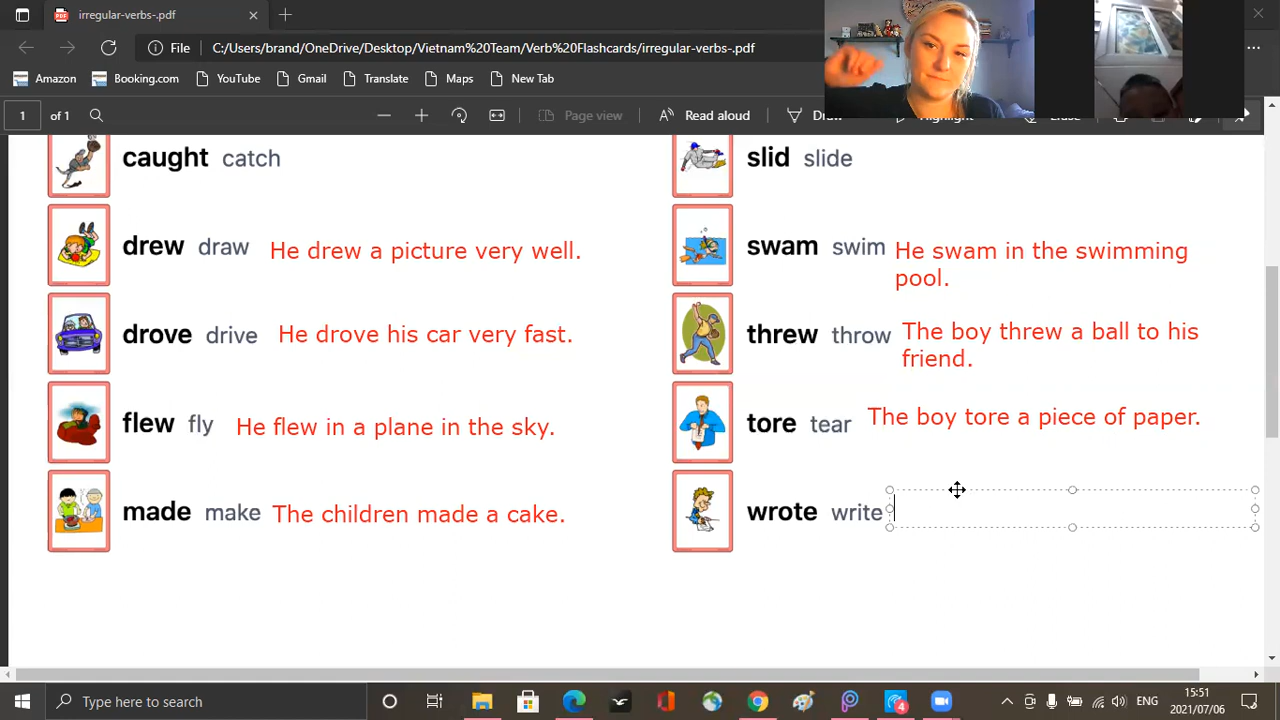 irregular-verbs-.pdf
File C:/Users/brand/OneDrive/Desktop/Vietnam%20Team/Verb%20Flashcards/irregular-verbs-.pdf
Amazon Booking.com YouTube Gmail Translate Maps New Tab
1 of 1 Page view Read aloud Draw Highlight Erase
caught catch
slid slide
drew draw He drew a picture very well.
swam swim He swam in the swimming
pool.
drove drive He drove his car very fast.
threw throw The boy threw a ball to his
friend.
flew fly He flew in a plane in the sky.
tore tear The boy tore a piece of paper.
made make The children made a cake.
wrote write
Type here to search
4
ENG
15:51
2021/07/06